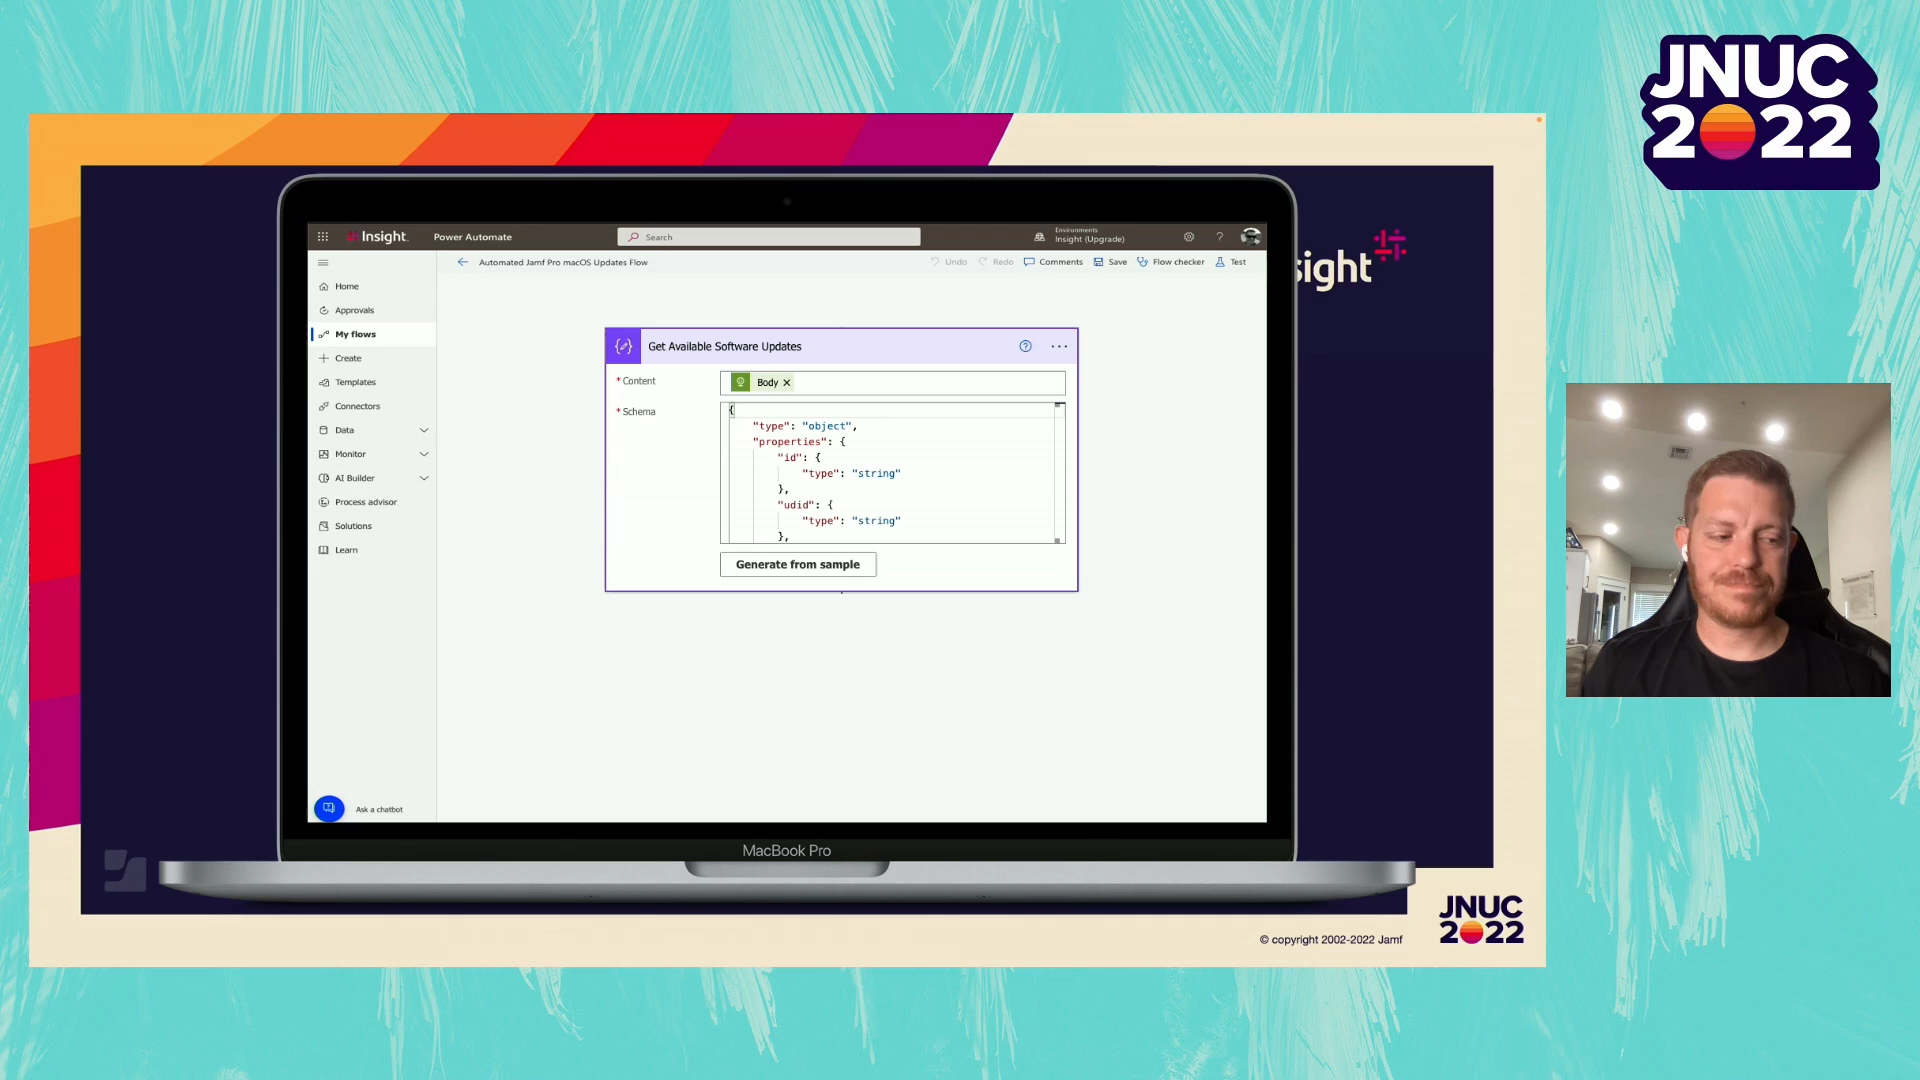 JNUC
2022
Insight.
Power Automate
Search
Environments
Insight (Upgrade)
?
Automated Jamf Pro macOS Updates Flow
Undo
Redo
Comments
Save
Flow checker
Test
Home
Approvals
My flows
Create
Templates
Connectors
Data
Monitor
AI Builder
Process advisor
Solutions
Learn
Ask a chatbot
Get Available Software Updates
?
...
* Content
Body
* Schema
{
"type": "object",
"properties": {
"id": {
"type": "string"
},
"udid": {
"type": "string"
},
Generate from sample
sight
MacBook Pro
© copyright 2002-2022 Jamf
JNUC
2022